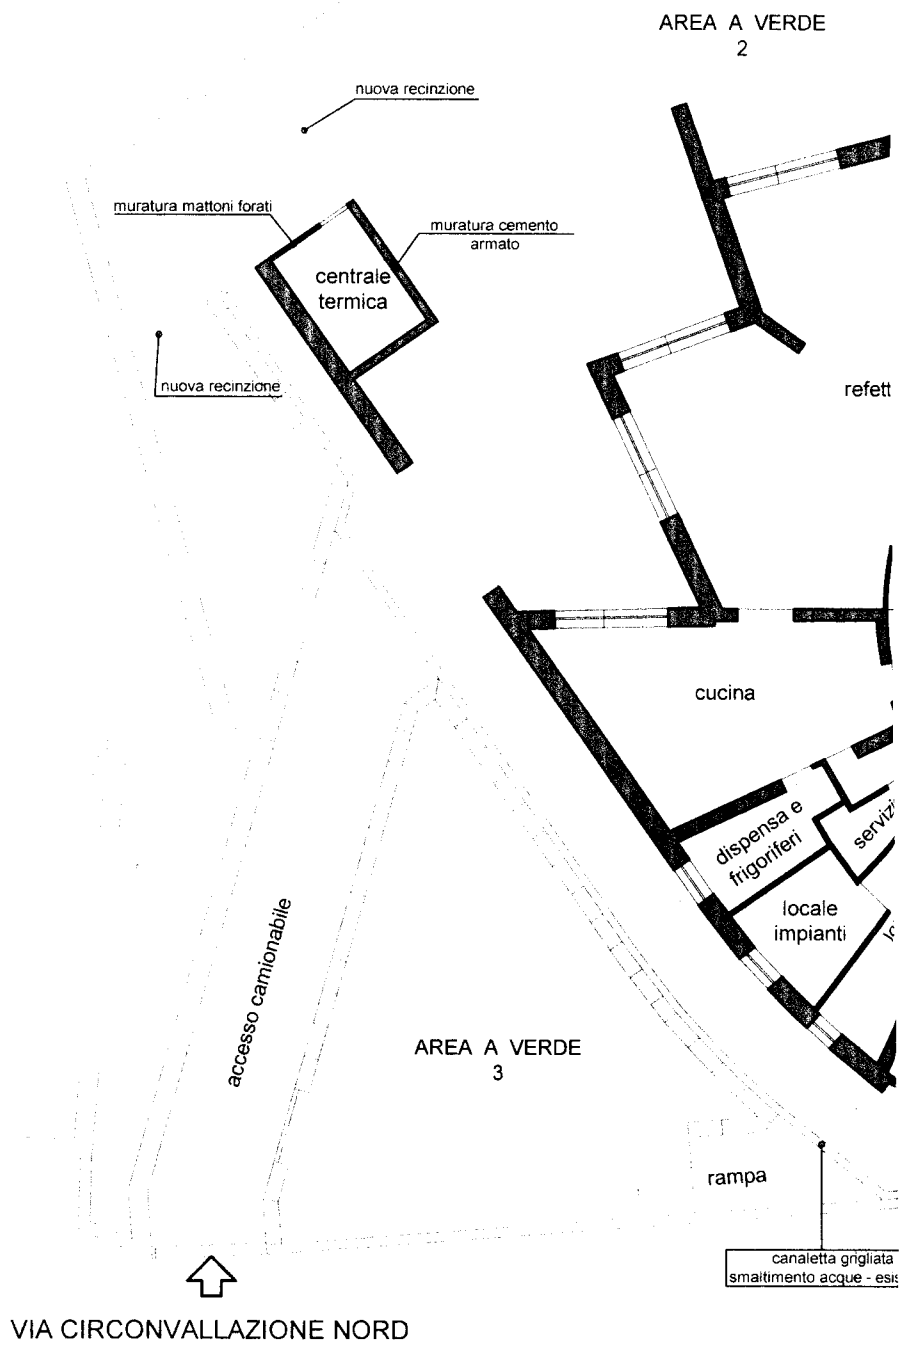 AREA A VERDE
2
nuova recinzione
muratura mattoni forati
muratura cemento
armato
centrale
termica
nuova recinzione
refett
cucina
dispensa e
frigoriferi
servizi
locale
impianti
accesso camionabile
AREA A VERDE
3
rampa
canaletta grigliata
smaltimento acque - esis
VIA CIRCONVALLAZIONE NORD